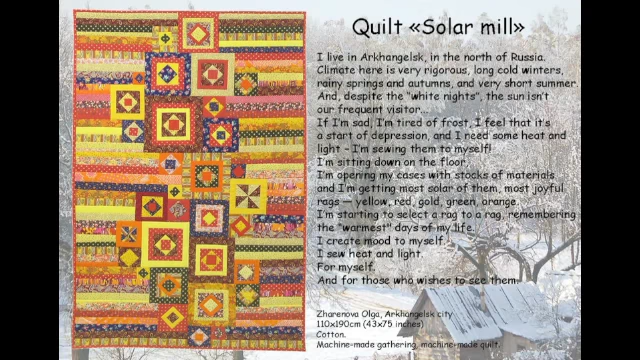 Quilt «Solar mill»
I live in Arkhangelsk, in the north of Russia.
Climate here is very rigorous, long cold winters,
rainy springs and autumns, and very short summer.
And, despite the "white nights", the sun isn't
our frequent visitor...
If I'm sad, I'm tired of frost, I feel that it's
a start of depression, and I need some heat and
light – I'm sewing them to myself!
I'm sitting down on the floor,
I'm opening my cases with stocks of materials
and I'm getting most solar of them, most joyful
rags — yellow, red, gold, green, orange.
I'm starting to select a rag to a rag, remembering
the "warmest" days of my life.
I create mood to myself.
I sew heat and light.
For myself.
And for those who wishes to see them.
Zharenova Olga, Arkhangelsk city
110x190cm (43x75 inches)
Cotton.
Machine-made gathering, machine-made quilt.